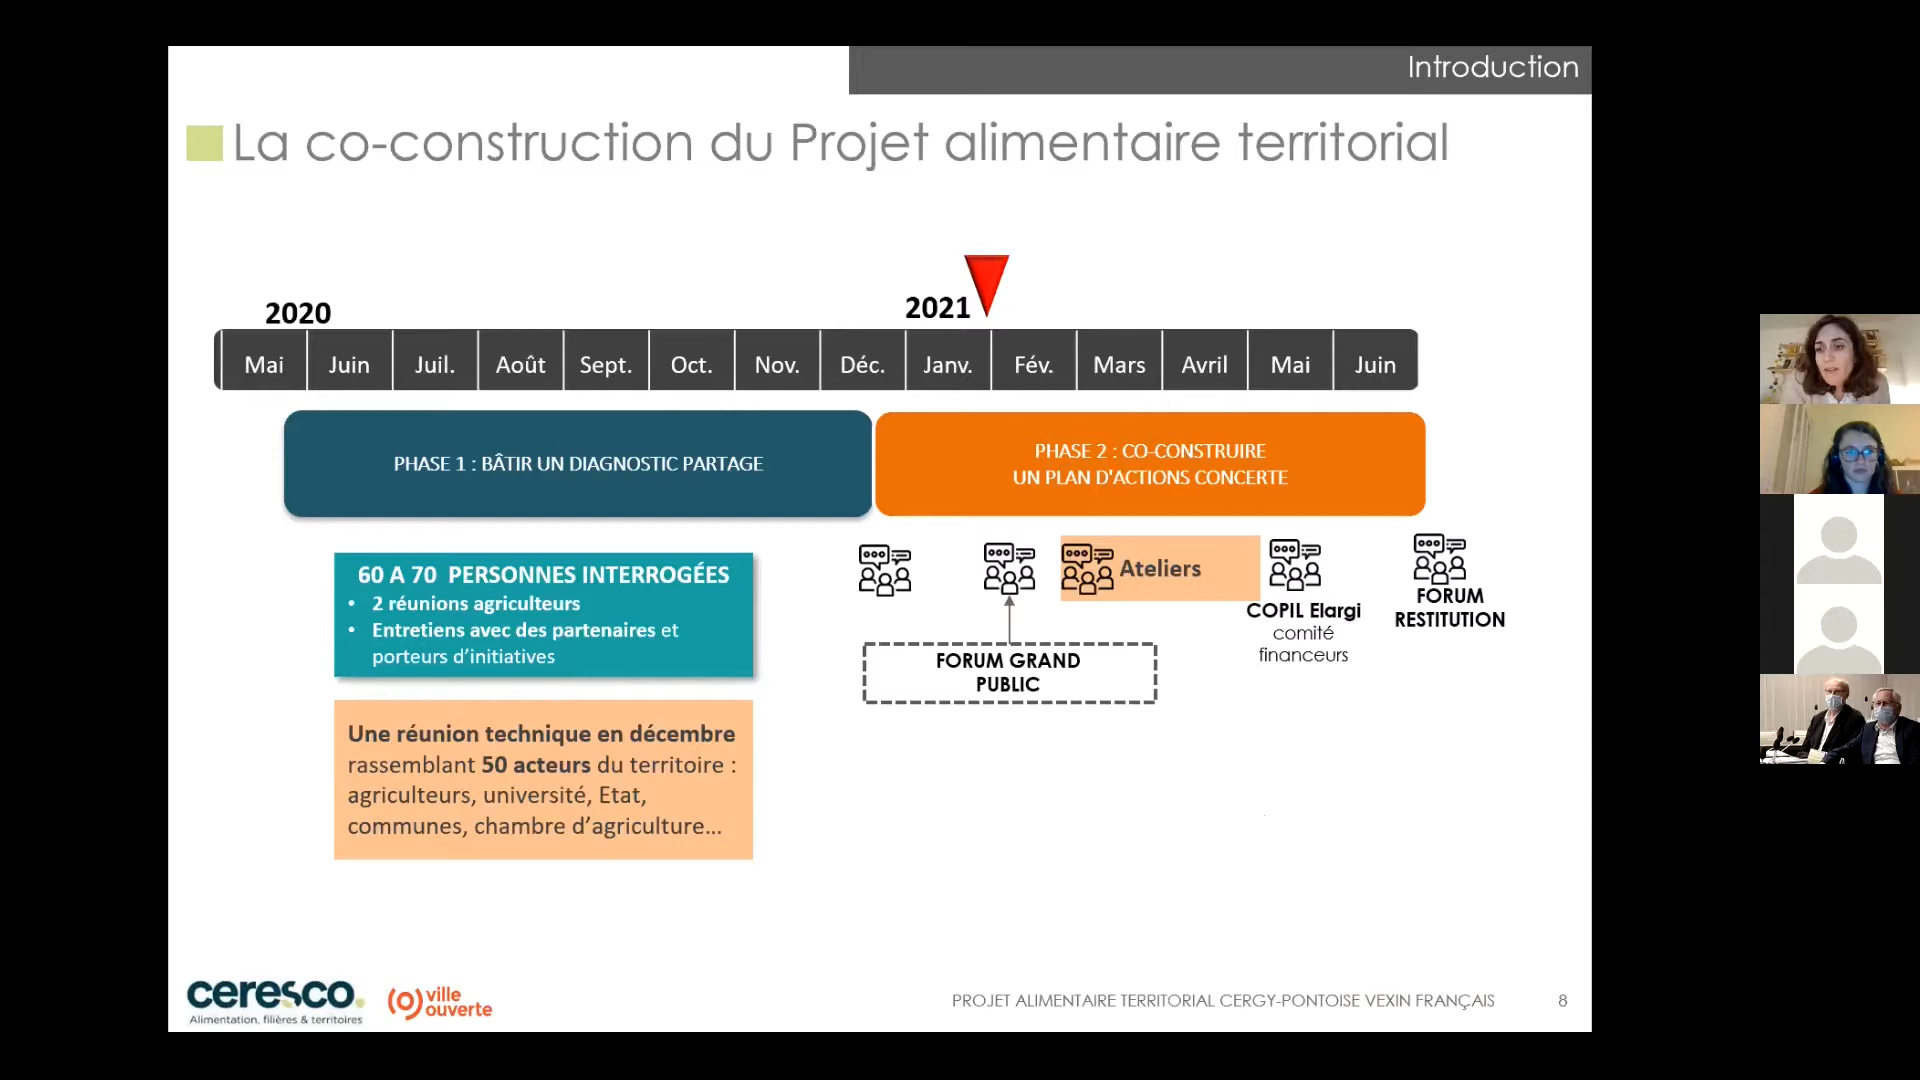 Introduction
La co-construction du Projet alimentaire territorial
2020
2021
Mai
Juin
Juil.
Août
Sept.
Oct.
Nov.
Déc.
Janv.
Fév.
Mars
Avril
Mai
Juin
PHASE 1 : BÂTIR UN DIAGNOSTIC PARTAGE
PHASE 2 : CO-CONSTRUIRE
UN PLAN D'ACTIONS CONCERTE
60 A 70 PERSONNES INTERROGÉES
• 2 réunions agriculteurs
• Entretiens avec des partenaires et
porteurs d’initiatives
Une réunion technique en décembre
rassemblant 50 acteurs du territoire :
agriculteurs, université, Etat,
communes, chambre d’agriculture…
Ateliers
FORUM GRAND
PUBLIC
COPIL Elargi
comité
financeurs
FORUM
RESTITUTION
ceresco.
Alimentation, filières & territoires
ville
ouverte
PROJET ALIMENTAIRE TERRITORIAL CERGY-PONTOISE VEXIN FRANÇAIS
8